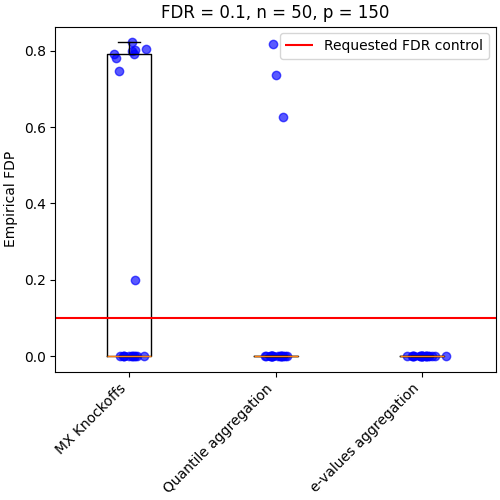 FDR = 0.1, n = 50, p = 150
Requested FDR control
Empirical FDP
0.8
0.6
0.4
0.2
0.0
MX Knockoffs
Quantile aggregation
e-values aggregation